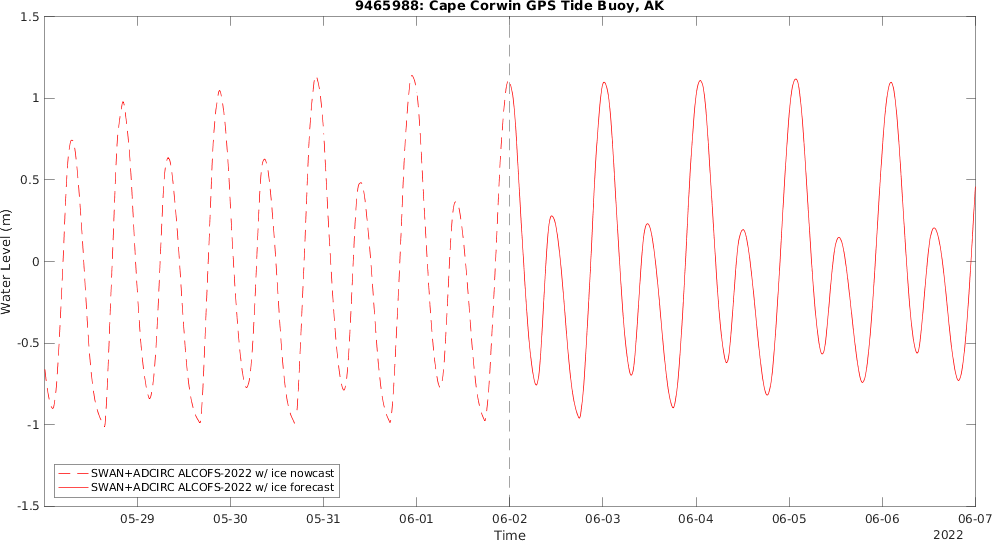 9465988: Cape Corwin GPS Tide Buoy, AK
1.5
1
0.5
0
-0.5
-1
-1.5
Water Level (m)
SWAN+ADCIRC ALCOFS-2022 w/ ice nowcast
SWAN+ADCIRC ALCOFS-2022 w/ ice forecast
05-29 05-30 05-31 06-01 06-02 06-03 06-04 06-05 06-06 06-07
Time
2022